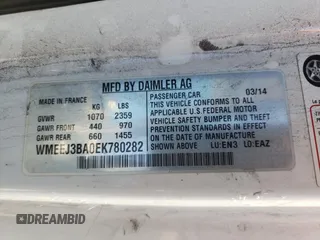 MFD BY DAIMLER AG
MADE IN FRANCE
KG LBS
GVWR 1070 2359
GAWR FRONT 440 970
GAWR REAR 660 1455
PASSENGER CAR 03/14
THIS VEHICLE CONFORMS TO ALL
APPLICABLE U.S FEDERAL MOTOR
VEHICLE SAFETY BUMPER AND THEFT
PREVENTION STANDARDS IN EFFECT
ON THE DATE OF MANUFACTURE
SHOWN ABOVE LU:EN3 LO:EAZ
WMEEJ3BA0EK780282
IAAI